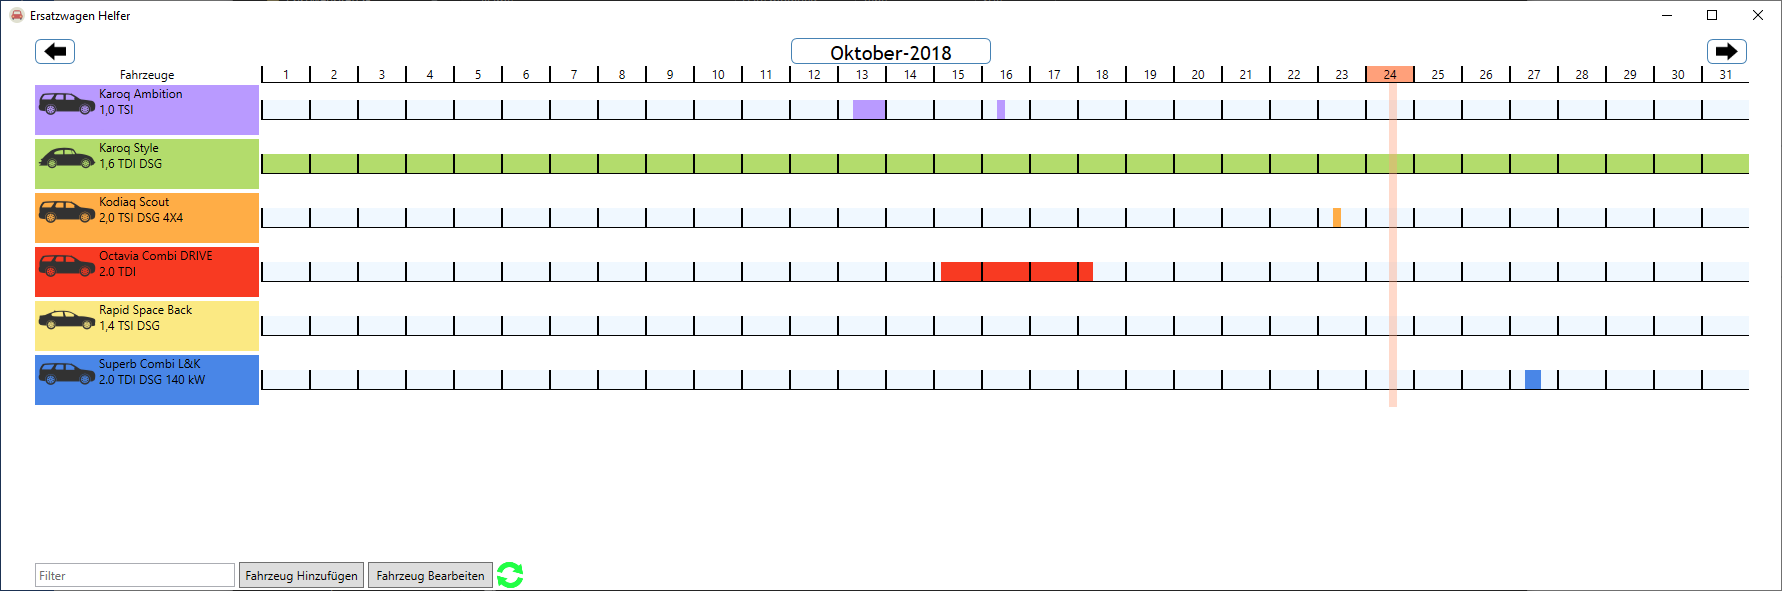 Ersatzwagen Helfer
Oktober-2018
Fahrzeuge 1 2 3 4 5 6 7 8 9 10 11 12 13 14 15 16 17 18 19 20 21 22 23 24 25 26 27 28 29 30 31
Karoq Ambition
1,0 TSI
Karoq Style
1,6 TDI DSG
Kodiaq Scout
2,0 TSI DSG 4X4
Octavia Combi DRIVE
2.0 TDI
Rapid Space Back
1,4 TSI DSG
Superb Combi L&K
2.0 TDI DSG 140 kW
Filter Fahrzeug Hinzufügen Fahrzeug Bearbeiten